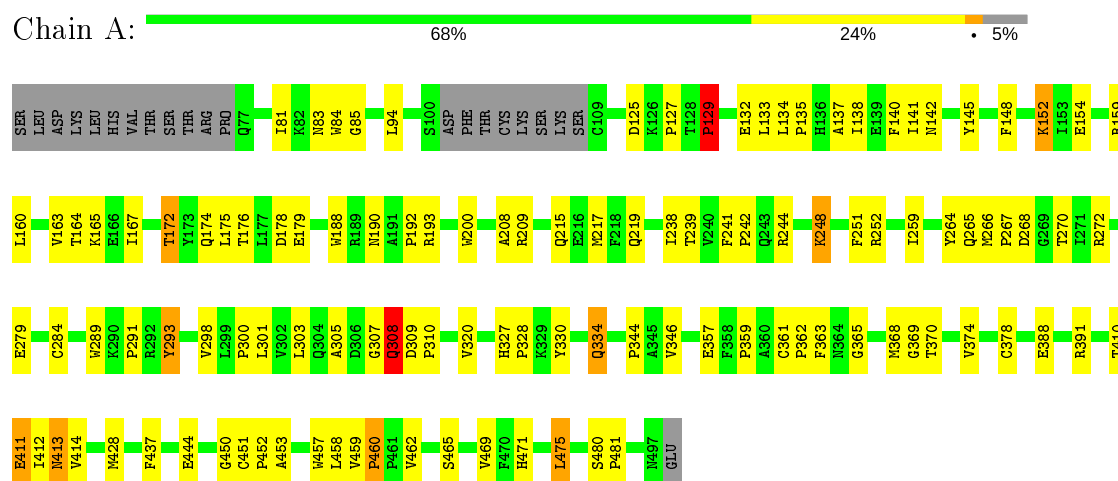 Chain A:
68% 24% • 5%
SER LEU ASP LYS LEU HIS VAL THR SER THR ARG PRO Q77 I81 K82 N83 W84 G85 L94 S100 ASP PHE THR CYS LYS SER LYS SER C109 D125 K126 P127 T128 P129 E132 L133 L134 P135 H136 A137 I138 E139 F140 I141 N142 Y145 F148 K152 I153 E154 R159
L160 V163 T164 K165 E166 I167 T172 Y173 Q174 L175 T176 L177 D178 E179 W188 R189 N190 A191 P192 R193 W200 A208 R209 Q215 E216 M217 F218 Q219 I238 T239 V240 F241 P242 Q243 R244 K248 F251 R252 I259 Y264 Q265 M266 P267 D268 G269 T270 I271 R272
E279 C284 W289 K290 P291 R292 Y293 V298 L299 P300 L301 V302 L303 Q304 A305 D306 G307 Q308 D309 P310 V320 H327 P328 K329 Y330 Q334 P344 A345 V346 E357 F358 P359 A360 C361 P362 F363 N364 G365 M368 G369 T370 V374 C378 E388 R391 T410
E411 I412 N413 V414 M428 F437 E444 G450 C451 P452 A453 W457 L458 V459 P460 P461 V462 S465 V469 F470 H471 L475 S480 P481 N497 GLU